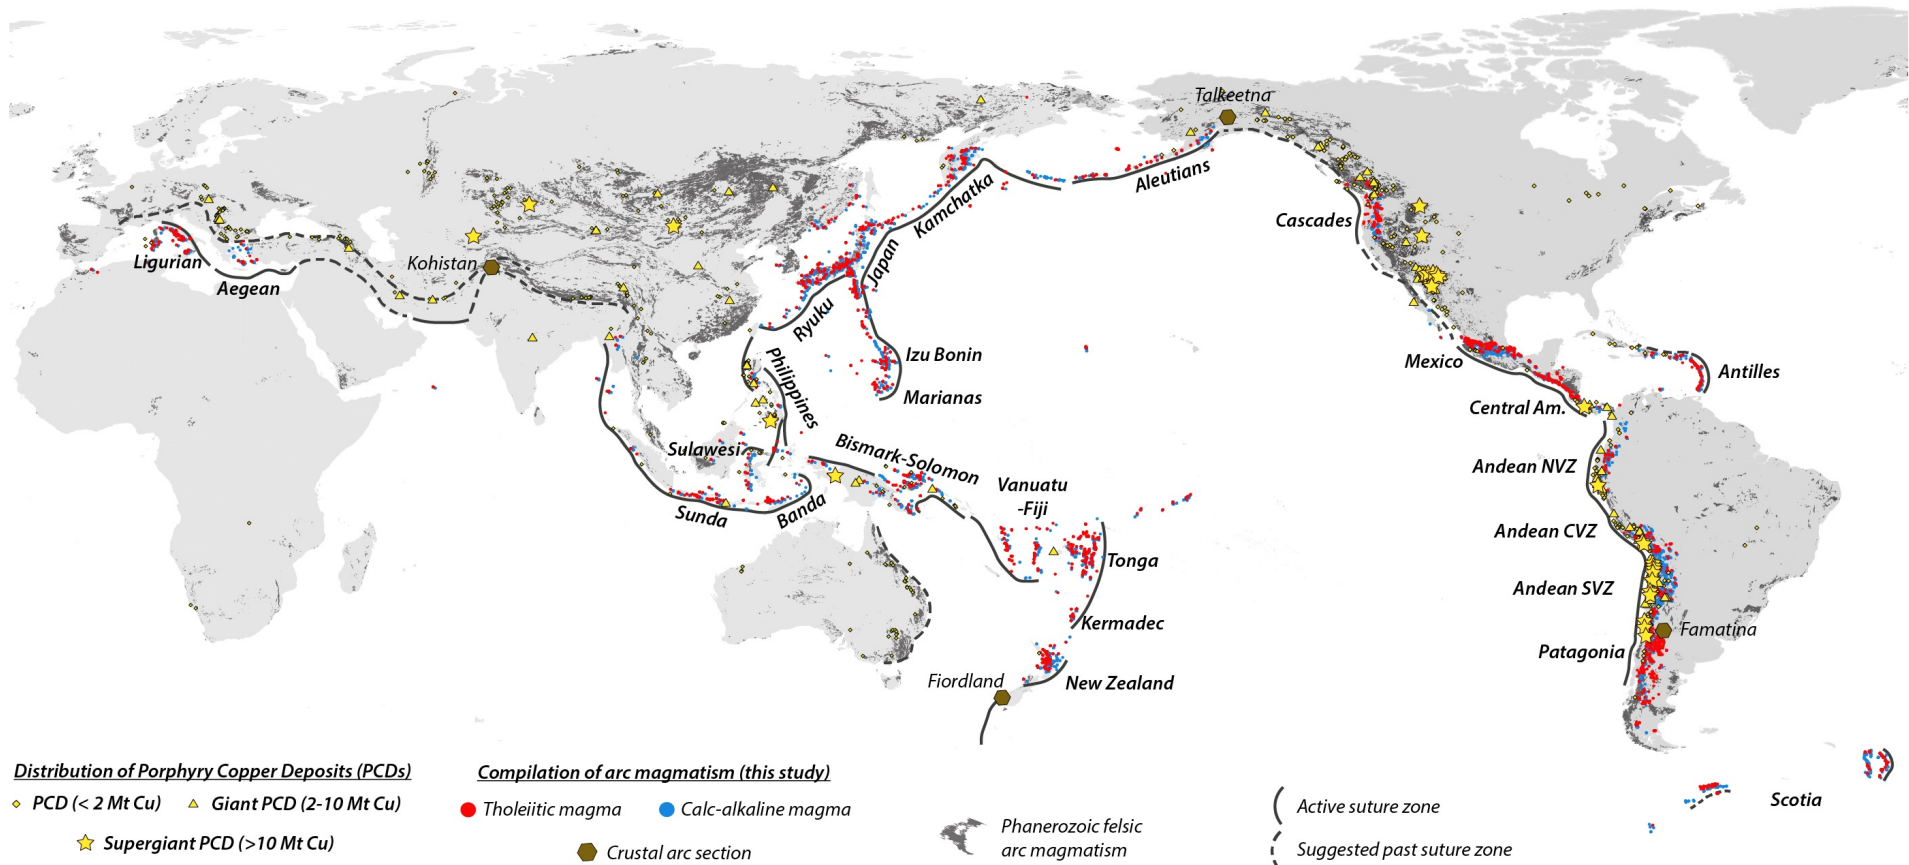 Talkeetna
Aleutians
Kamchatka
Cascades
Japan
Kohistan
Ligurian
Aegean
Ryuku
Izu Bonin
Marianas
Philippines
Mexico
Antilles
Central Am.
Sulawesi
Bismark-Solomon
Andean NVZ
Vanuatu
-Fiji
Sunda
Banda
Andean CVZ
Tonga
Andean SVZ
Kermadec
Famatina
Patagonia
Fiordland
New Zealand
Scotia
Distribution of Porphyry Copper Deposits (PCDs)
PCD (< 2 Mt Cu)
Giant PCD (2-10 Mt Cu)
Supergiant PCD (>10 Mt Cu)
Compilation of arc magmatism (this study)
Tholeiitic magma
Calc-alkaline magma
Crustal arc section
Phanerozoic felsic
arc magmatism
Active suture zone
Suggested past suture zone